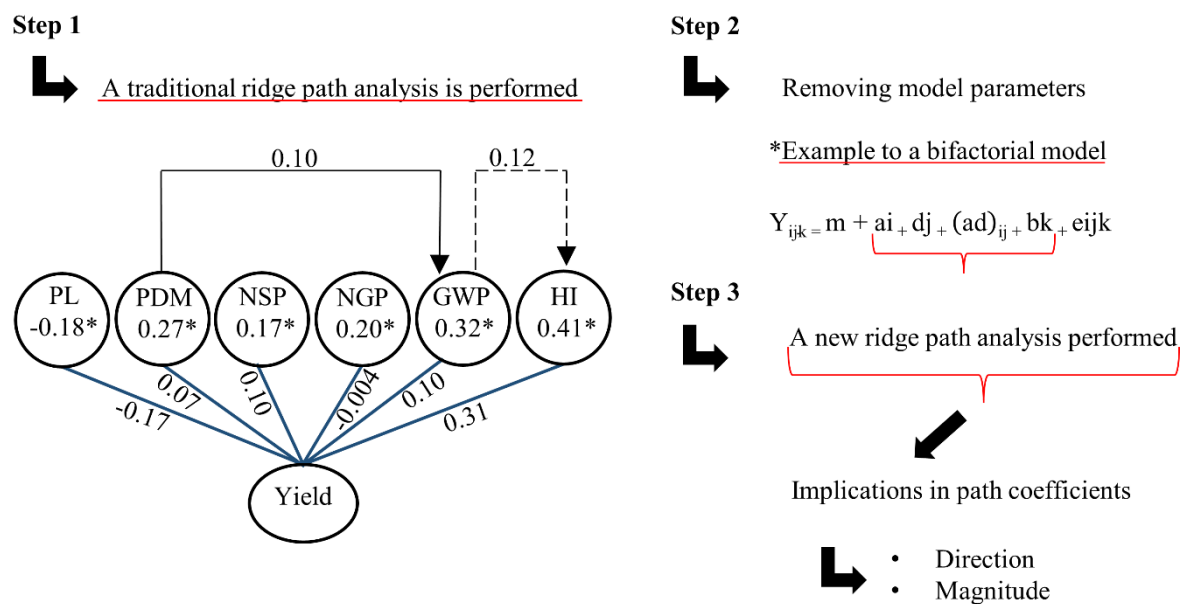 Step 1
A traditional ridge path analysis is performed
0.10
0.12
PL
-0.18*
PDM
0.27*
NSP
0.17*
NGP
0.20*
GWP
0.32*
HI
0.41*
-0.17
0.07
0.10
-0.004
0.10
0.31
Yield
Step 2
Removing model parameters
*Example to a bifactorial model
Yijk = m + ai + dj + (ad)ij + bk + eijk
Step 3
A new ridge path analysis performed
Implications in path coefficients
• Direction
• Magnitude